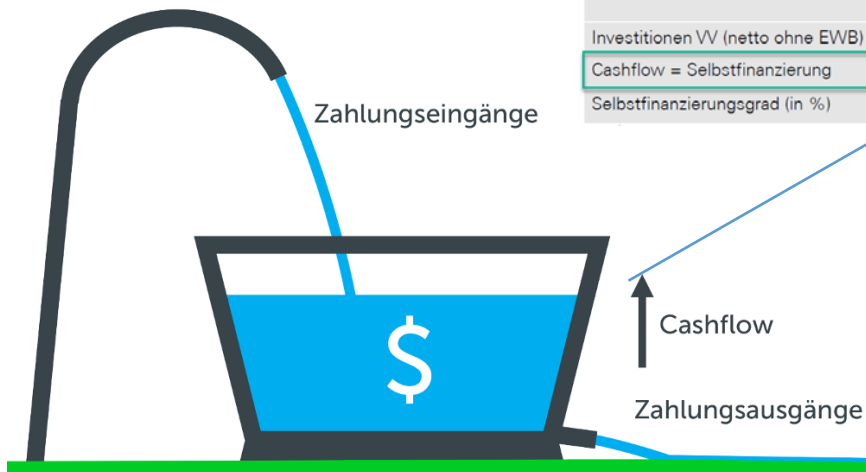 Investitionen VV (netto ohne EWB)
Cashflow = Selbstfinanzierung
Selbstfinanzierungsgrad (in %)
Zahlungseingänge
$
Cashflow
Zahlungsausgänge